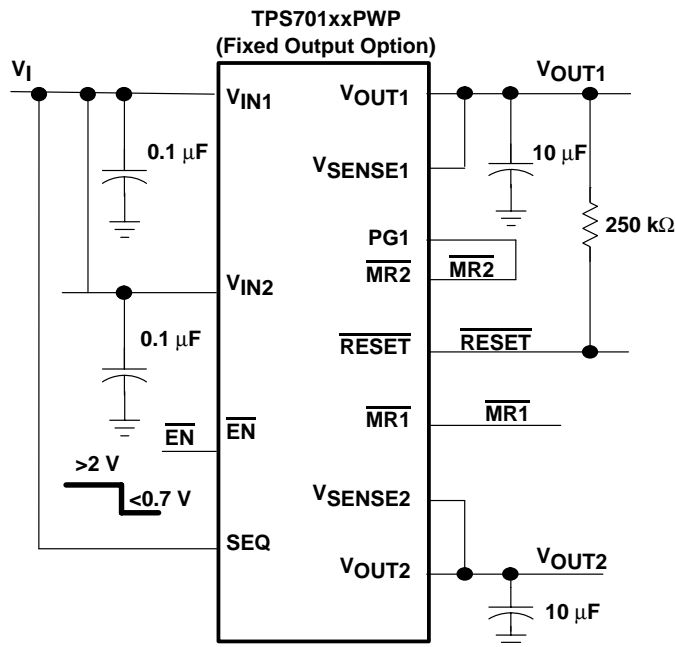 TPS701xxPWP
(Fixed Output Option)
VI
VIN1
VOUT1
VOUT1
0.1 μF
10 μF
VSENSE1
250 kΩ
PG1
MR2
MR2
VIN2
0.1 μF
RESET
RESET
MR1
MR1
EN
EN
>2 V
<0.7 V
VSENSE2
SEQ
VOUT2
VOUT2
10 μF